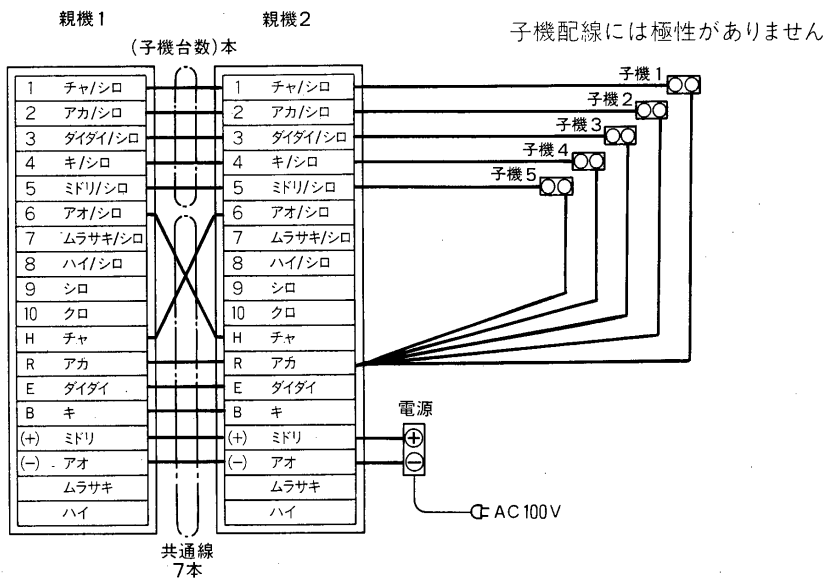 親機1
親機2
子機配線には極性がありません
(子機台数)本
1 チャ/シロ
2 アカ/シロ
3 ダイダイ/シロ
4 キ/シロ
5 ミドリ/シロ
6 アオ/シロ
7 ムラサキ/シロ
8 ハイ/シロ
9 シロ
10 クロ
H チャ
R アカ
E ダイダイ
B キ
(+) ミドリ
(-) アオ
ムラサキ
ハイ
1 チャ/シロ
2 アカ/シロ
3 ダイダイ/シロ
4 キ/シロ
5 ミドリ/シロ
6 アオ/シロ
7 ムラサキ/シロ
8 ハイ/シロ
9 シロ
10 クロ
H チャ
R アカ
E ダイダイ
B キ
(+) ミドリ
(-) アオ
ムラサキ
ハイ
子機1
子機2
子機3
子機4
子機5
電源
+
-
AC100V
共通線
7本